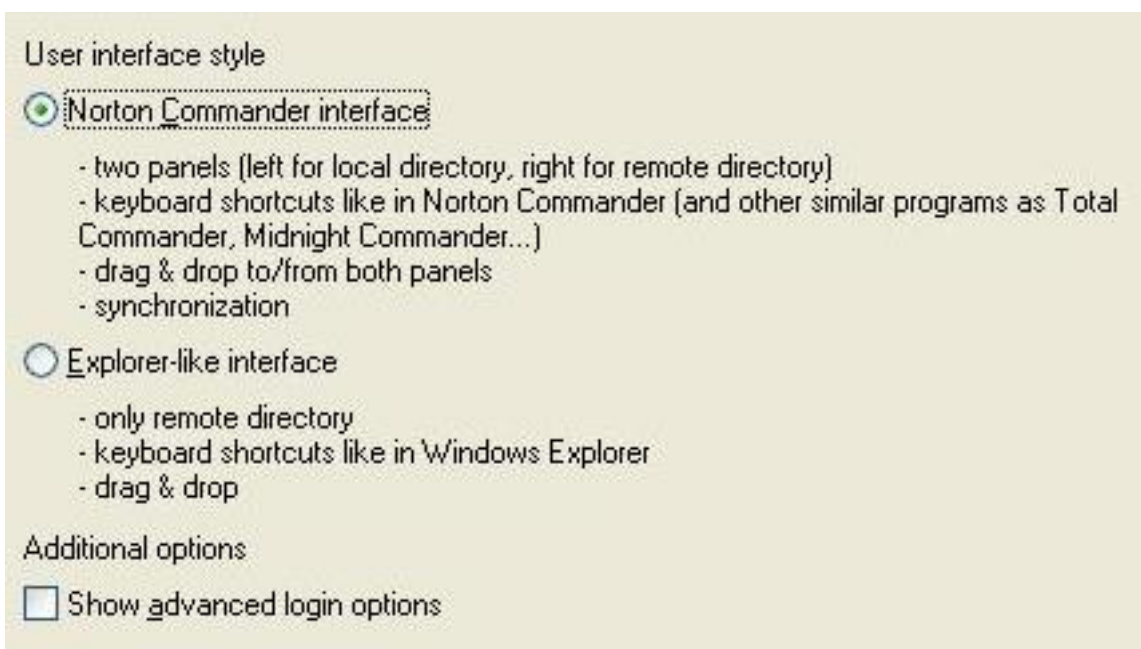 User interface style
Norton Commander interface
- two panels (left for local directory, right for remote directory)
- keyboard shortcuts like in Norton Commander (and other similar programs as Total
Commander, Midnight Commander...)
- drag & drop to/from both panels
- synchronization
Explorer-like interface
- only remote directory
- keyboard shortcuts like in Windows Explorer
- drag & drop
Additional options
Show advanced login options